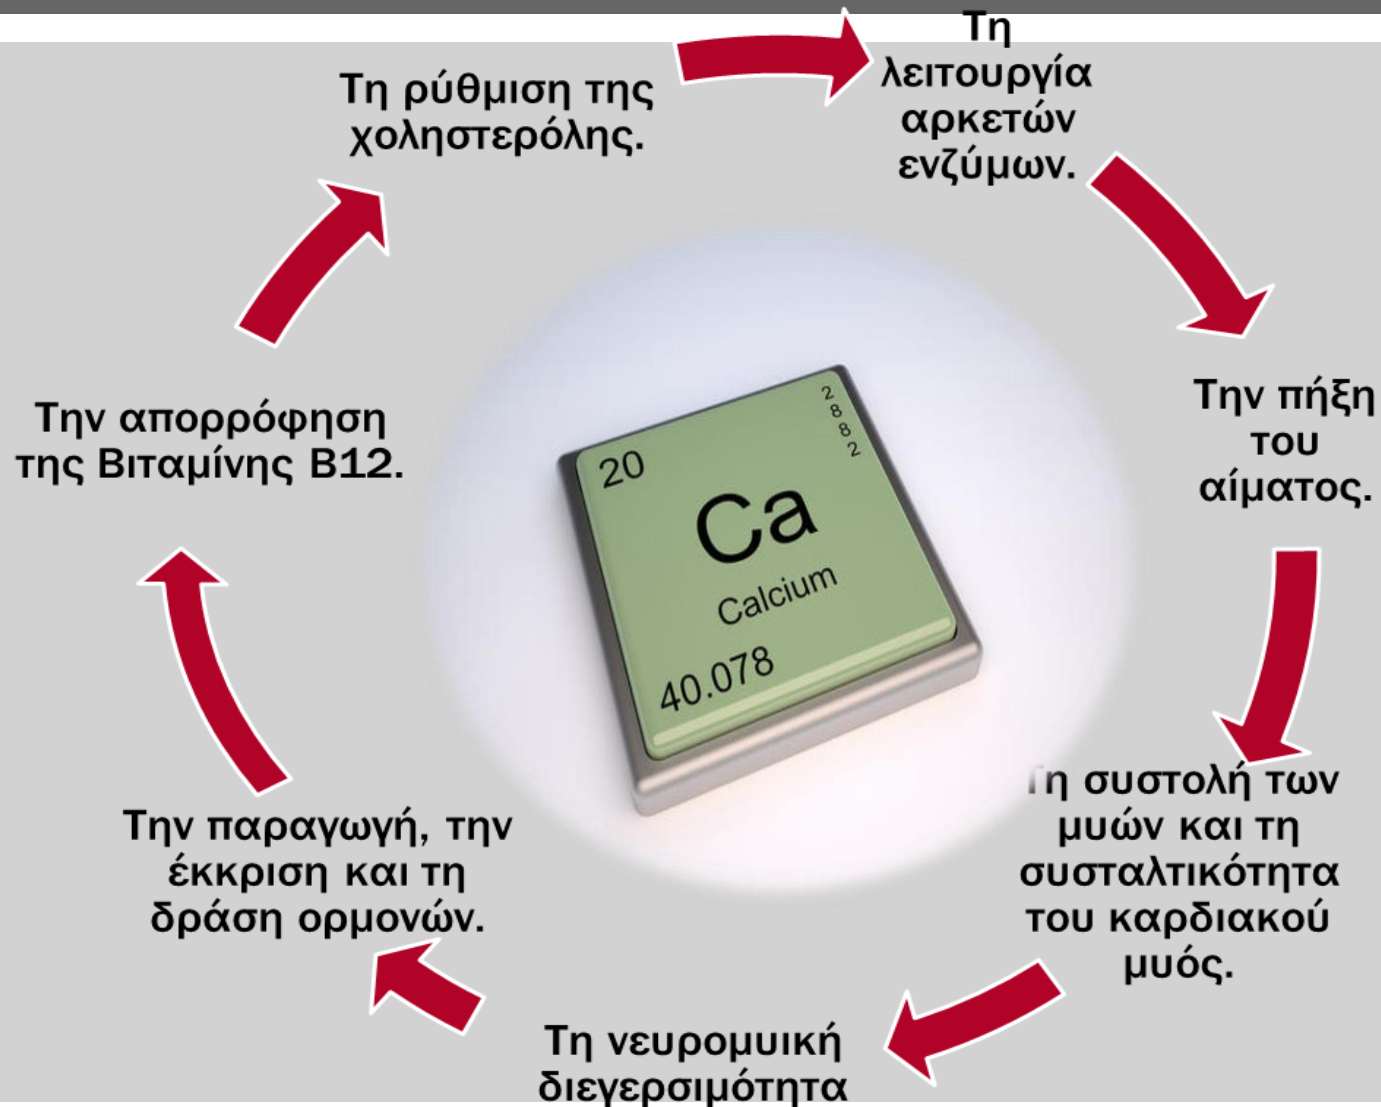 Τη
λειτουργία
αρκετών
ενζύμων.
Την πήξη
του
αίματος.
Τη συστολή των
μυών και τη
συσταλτικότητα
του καρδιακού
μυός.
Τη νευρομυική
διεγερσιμότητα
Την παραγωγή, την
έκκριση και τη
δράση ορμονών.
Την απορρόφηση
της Βιταμίνης Β12.
Τη ρύθμιση της
χοληστερόλης.
20
2
8
8
2
Ca
Calcium
40.078